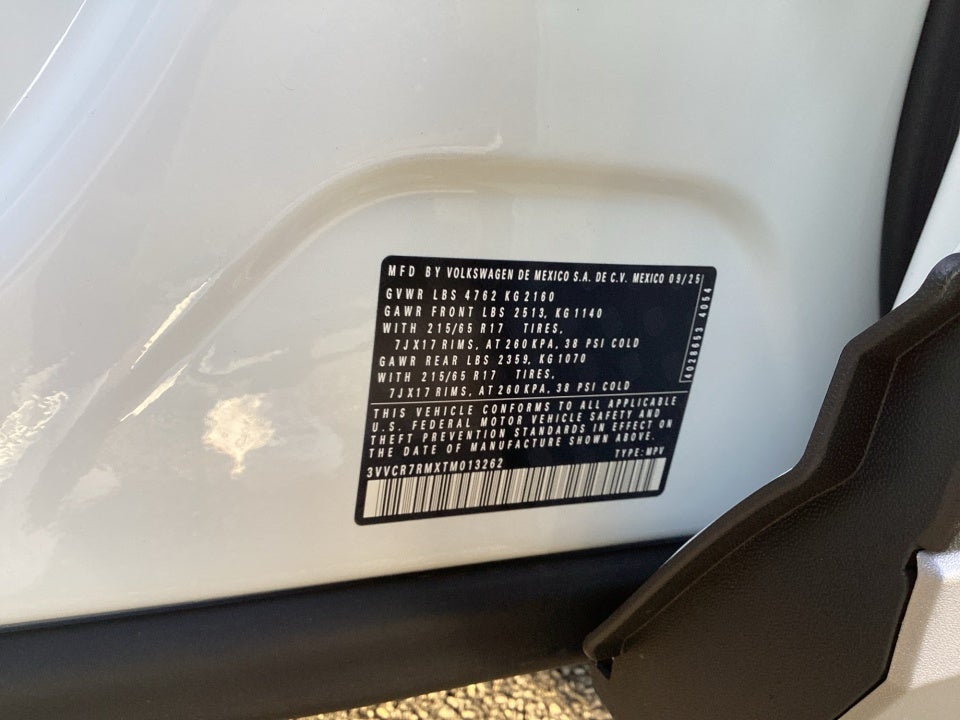 MFD BY VOLKSWAGEN DE MEXICO S.A. DE C.V. MEXICO 09/25
GVWR LBS 4762 KG 2160
GAWR FRONT LBS 2513, KG 1140
WITH 215/65 R17 TIRES,
7JX17 RIMS, AT 260 KPA, 38 PSI COLD
GAWR REAR LBS 2359, KG 1070
WITH 215/65 R17 TIRES,
7JX17 RIMS, AT 260 KPA, 38 PSI COLD
4028653 4054
THIS VEHICLE CONFORMS TO ALL APPLICABLE
U.S. FEDERAL MOTOR VEHICLE SAFETY AND
THEFT PREVENTION STANDARDS IN EFFECT ON
THE DATE OF MANUFACTURE SHOWN ABOVE.
TYPE: MPV
3VVCR7RMXTM013262